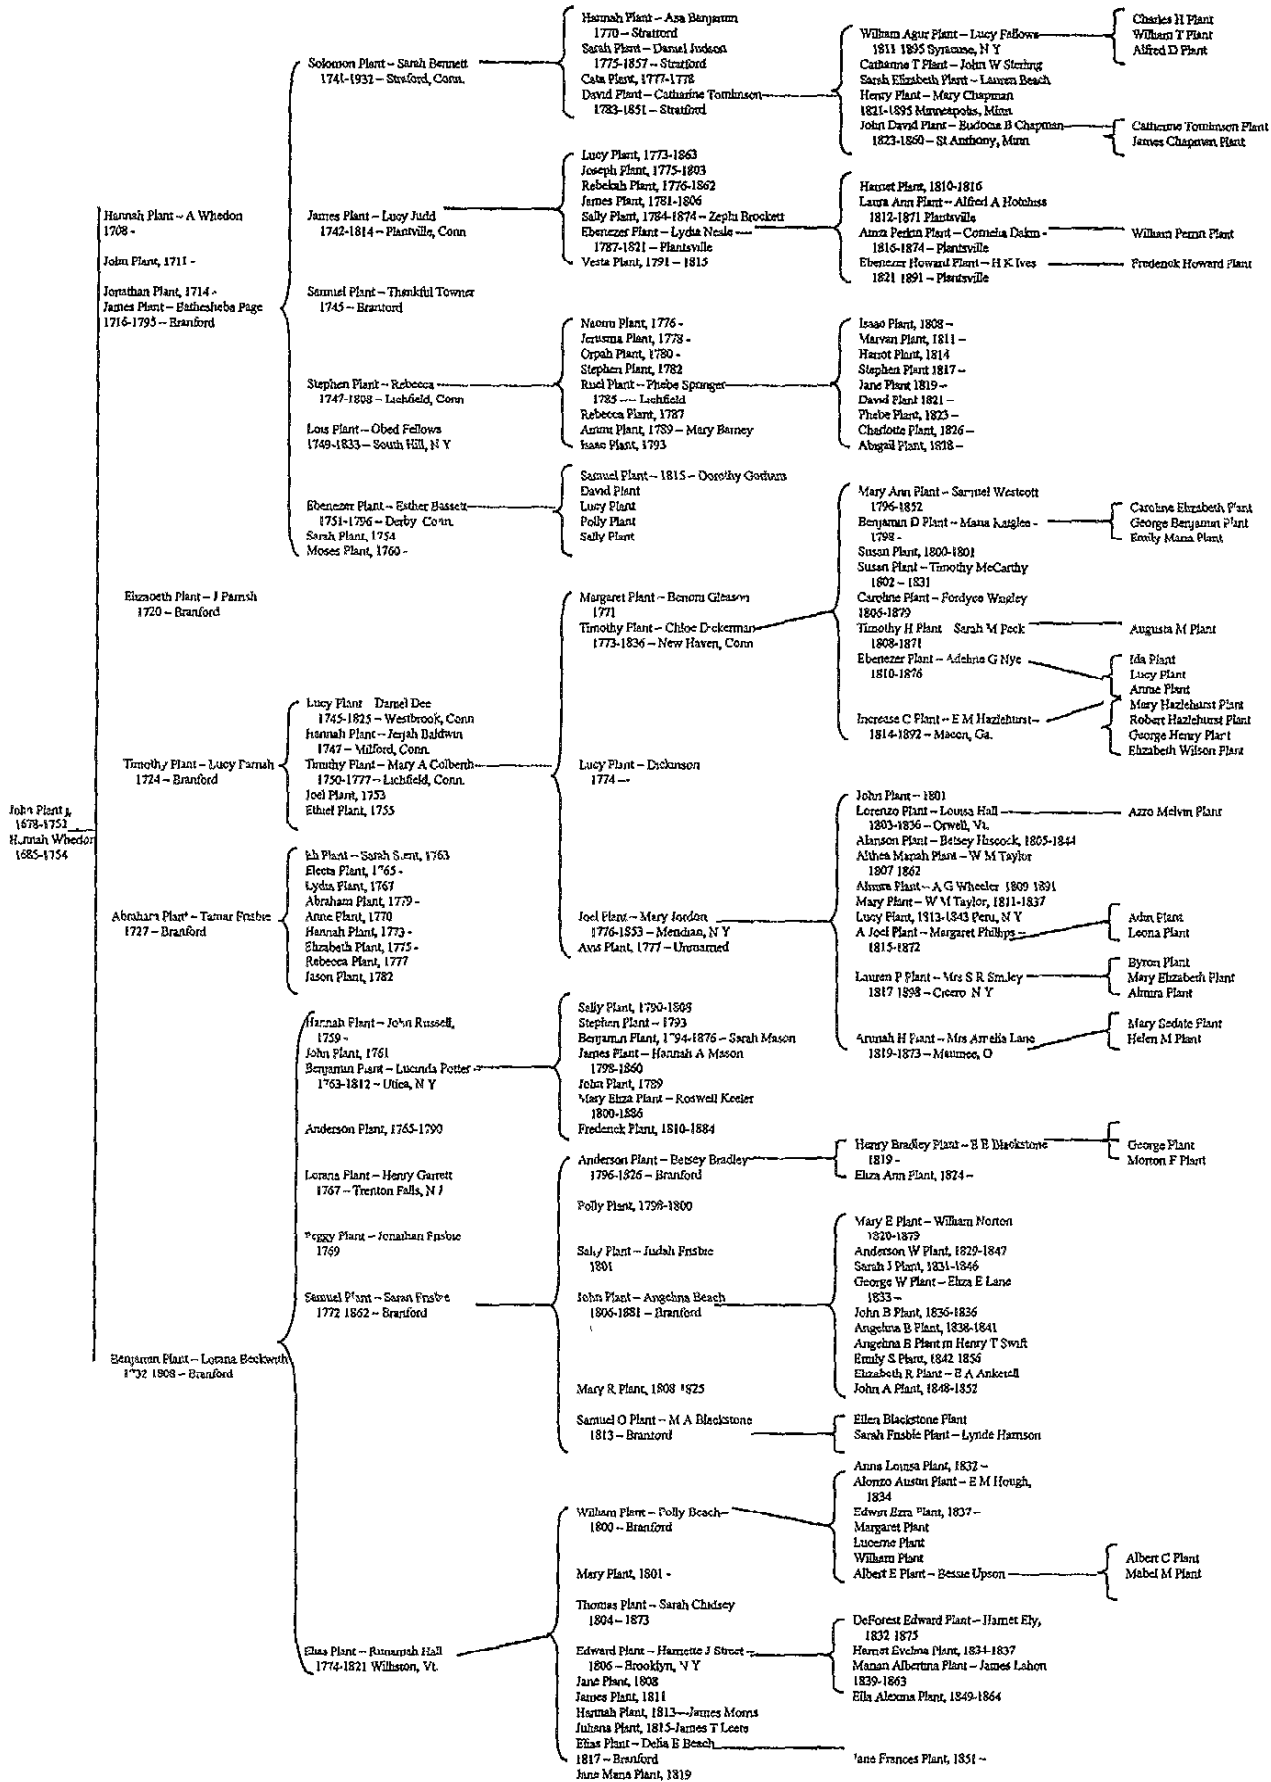 John Plant j,
1678-1752
Hannah Whedon
1685-1754
Hannah Plant – A Whedon
1708 -
John Plant, 1711 -
Jonathan Plant, 1714 -
James Plant – Bathesheba Page
1716-1795 – Branford
Elizabeth Plant – J Parrish
1720 – Branford
Timothy Plant – Lucy Parrish
1724 – Branford
Abraham Plant – Tamar Frisbie
1727 – Branford
Benjamin Plant – Lorana Beckwith
1732 1808 – Branford
Solomon Plant – Sarah Bennett
1741-1932 – Straford, Conn.
James Plant – Lucy Judd
1742-1814 – Plantville, Conn
Samuel Plant – Thankful Towner
1745 – Branford
Stephen Plant – Rebecca
1747-1808 – Lichfield, Conn
Lois Plant – Obed Fellows
1749-1833 – South Hill, N Y
Ebenezer Plant – Esther Bassett
1751-1796 – Derby Conn.
Sarah Plant, 1754
Moses Plant, 1760 -
Lucy Plant Daniel Dee
1745-1825 – Westbrook, Conn
Hannah Plant – Jerjah Baldwin
1747 – Milford, Conn.
Timothy Plant – Mary A Colberth
1750-1777 – Lichfield, Conn.
Joel Plant, 1753
Ethiel Plant, 1755
Eli Plant – Sarah Stent, 1763
Electa Plant, 1765 -
Lydia Plant, 1767
Abraham Plant, 1779 –
Anne Plant, 1770
Hannah Plant, 1773 -
Elizabeth Plant, 1775 -
Rebecca Plant, 1777
Jason Plant, 1782
Hannah Plant – John Russell,
1759 -
John Plant, 1761
Benjamin Plant – Lucinda Potter
1763-1812 – Utica, N Y
Anderson Plant, 1765-1790
Lorana Plant – Henry Garrett
1767 – Trenton Falls, N J
Peggy Plant – Jonathan Frisbie
1769
Samuel Plant – Sarah Frisbie
1772 1862 – Branford
Elias Plant – Hall
1774-1821 Williston, Vt.
Hannah Plant – Asa Benjamin
1770 – Stratford
Sarah Plant – Daniel Judson
1775-1857 – Stratford
Cata Plant, 1777-1778
David Plant – Catharine Tomlinson
1783-1851 – Stratford
Lucy Plant, 1773-1863
Joseph Plant, 1775-1803
Rebekah Plant, 1776-1862
James Plant, 1781-1806
Sally Plant, 1784-1874 – Zephi Brockett
Ebenezer Plant – Lydia Neale
1787-1821 – Plantsville
Vesta Plant, 1791 – 1815
Naomi Plant, 1776 -
Jerusma Plant, 1778 -
Orpah Plant, 1780 -
Stephen Plant, 1782
Ruel Plant – Phebe Springer
1785 — Lichfield
Rebecca Plant, 1787
Ammi Plant, 1789 – Mary Barney
Isaac Plant, 1793
Samuel Plant – 1815 – Dorothy Gorham
David Plant
Lucy Plant
Polly Plant
Sally Plant
Margaret Plant – Benoni Gleason
1771
Timothy Plant – Chloe Dickerman
1773-1836 – New Haven, Conn
Lucy Plant – Dickinson
1774 –
Joel Plant – Mary Jordon
1776-1853 – Meridian, N Y
Avis Plant, 1777 – Unmarried
Sally Plant, 1790-1808
Stephen Plant – 1793
Benjamin Plant, 1794-1876 – Sarah Mason
James Plant – Hannah A Mason
1798-1860
John Plant, 1789
Mary Eliza Plant – Roswell Keeler
1800-1886
Frederick Plant, 1810-1884
Anderson Plant – Betsey Bradley
1796-1826 – Branford
Polly Plant, 1798-1800
Sally Plant – Judah Frisbie
1801
John Plant – Angelina Beach
1806-1881 – Branford
Mary R Plant, 1808 1825
Samuel O Plant – M A Blackstone
1813 – Branford
William Plant – Polly Beach
1800 – Branford
Mary Plant, 1801 -
Thomas Plant – Sarah Chidsey
1804 – 1873
Edward Plant – Harriette J Street
1806 – Brooklyn, N Y
Jane Plant, 1808
James Plant, 1811
Hannah Plant, 1813—James Morris
Juliana Plant, 1815-James T Leete
Elias Plant – Delia E Beach
1817 – Branford
Jane Maria Plant, 1819
William Agur Plant – Lucy Fellows
1811 1895 Syracuse, N Y
Catharine T Plant – John W Sterling
Sarah Elizabeth Plant – Lauren Beach
Henry Plant – Mary Chapman
1821-1895 Minneapolis, Minn
John David Plant – Eudocia B Chapman
1823-1860 – St Anthony, Minn
Harriet Plant, 1810-1816
Laura Ann Plant – Alfred A Hotchiss
1812-1871 Plantsville
Amzi Perkin Plant – Cornelia Dakin -
1816-1874 – Plantsville
Ebenezer Howard Plant – H K Ives
1821 1891 – Plantsville
Isaac Plant, 1808 –
Marvan Plant, 1811 –
Harriot Plant, 1814
Stephen Plant 1817 –
Jane Plant 1819 –
David Plant 1821 –
Phebe Plant, 1823 –
Charlotte Plant, 1826 –
Abigail Plant, 1828 –
Mary Ann Plant – Samuel Westcott
1796-1852
Benjamin D Plant – Maria
1798 -
Susan Plant, 1800-1801
Susan Plant – Timothy McCarthy
1802 – 1831
Caroline Plant – Fordyce Wrigley
1806-1879
Timothy H Plant Sarah M Peck
1808-1871
Ebenezer Plant – Adeline G Nye
1810-1876
Increase C Plant – E M Hazlehurst
1814-1892 – Macon, Ga.
John Plant – 1801
Lorenzo Plant – Louisa Hall
1803-1836 – Orwell, Vt.
Alanson Plant – Betsey Hiscock, 1805-1844
Althea Mariah Plant – W M Taylor
1807 1862
Almira Plant – A G Wheeler 1809 1891
Mary Plant – W M Taylor, 1811-1837
Lucy Plant, 1813-1843 Peru, N Y
A Joel Plant – Margaret Phillips –
1815-1872
Lauren P Plant – Mrs S R Smiley
1817 1898 – Cicero N Y
H Plant – Mrs Amelia Lane
1819-1873 – Maumee, O
Henry Bradley Plant – E E Blackstone
1819 -
Eliza Ann Plant, 1824 –
Mary E Plant – William Norton
1820-1879
Anderson W Plant, 1829-1847
Sarah J Plant, 1831-1846
George W Plant – Eliza E Lane
1833 –
John B Plant, 1836-1836
Angelina B Plant, 1838-1841
Angelina B Plant m Henry T Swift
Emily S Plant, 1842 1856
Elizabeth R Plant – E A Anketell
John A Plant, 1848-1852
Ellen Blackstone Plant
Sarah Frisbie Plant – Lynde Harrison
Anna Louisa Plant, 1832 –
Alonzo Austin Plant – E M Hough,
1834
Edwin Ezra Plant, 1837 –
Margaret Plant
Lucerne Plant
William Plant
Albert E Plant – Bessie Upson
DeForest Edward Plant – Harriet Ely,
1832 1875
Harriet Evelina Plant, 1834-1837
Marian Albertina Plant – James Lahon
1839-1863
Ella Alexina Plant, 1849-1864
Jane Frances Plant, 1851 –
Charles H Plant
William T Plant
Alfred D Plant
Catherine Tomlinson Plant
James Chapman Plant
William Perrin Plant
Frederick Howard Plant
Caroline Elizabeth Plant
George Benjamin Plant
Emily Maria Plant
Augusta M Plant
Ida Plant
Lucy Plant
Annie Plant
Mary Hazlehurst Plant
Robert Hazlehurst Plant
George Henry Plant
Elizabeth Wilson Plant
Azro Melvin Plant
Plant
Leona Plant
Byron Plant
Mary Elizabeth Plant
Almira Plant
Mary Sedate Plant
Helen M Plant
George Plant
Morton F Plant
Albert C Plant
Mabel M Plant